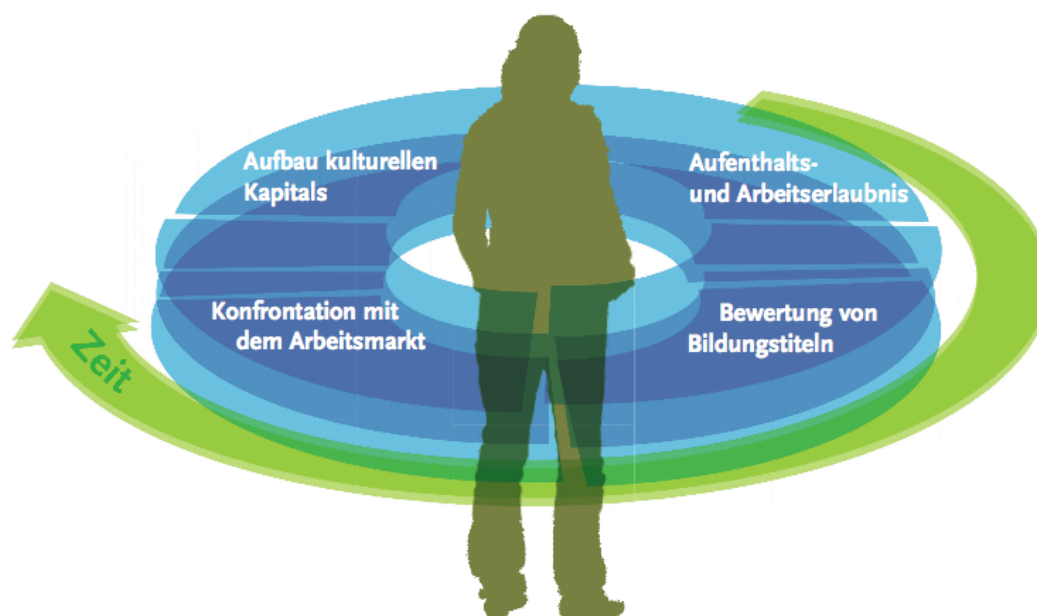 Aufbau kulturellen
Kapitals
Aufenthalts-
und Arbeitserlaubnis
Konfrontation mit
dem Arbeitsmarkt
Bewertung von
Bildungstiteln
Zeit